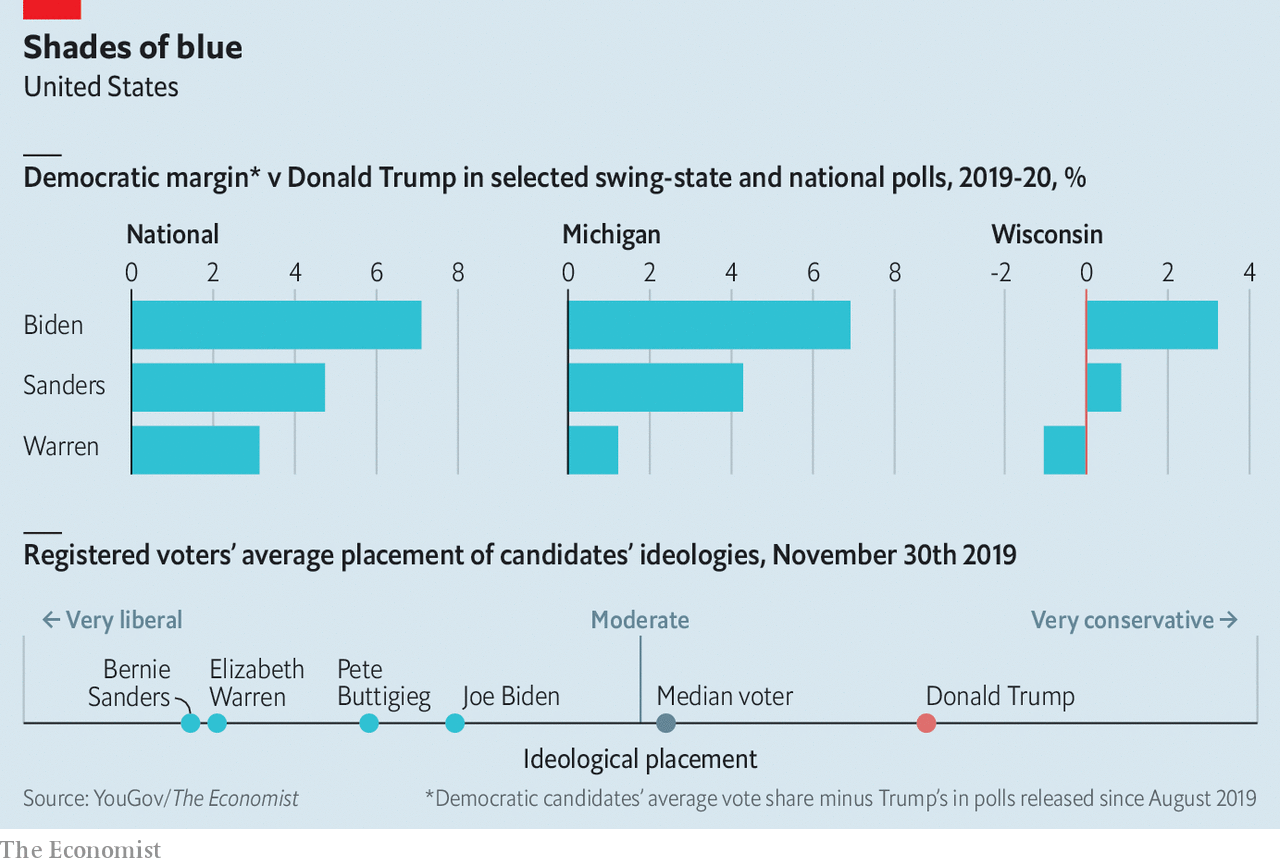 Shades of blue
United States
Democratic margin* v Donald Trump in selected swing-state and national polls, 2019-20, %
National Michigan Wisconsin
0 2 4 6 8 0 2 4 6 8 -2 0 2 4
Biden
Sanders
Warren
Registered voters’ average placement of candidates’ ideologies, November 30th 2019
← Very liberal Moderate Very conservative →
Bernie
Sanders
Elizabeth
Warren
Pete
Buttigieg
Joe Biden
Median voter
Donald Trump
Ideological placement
Source: YouGov/The Economist *Democratic candidates’ average vote share minus Trump’s in polls released since August 2019
The Economist